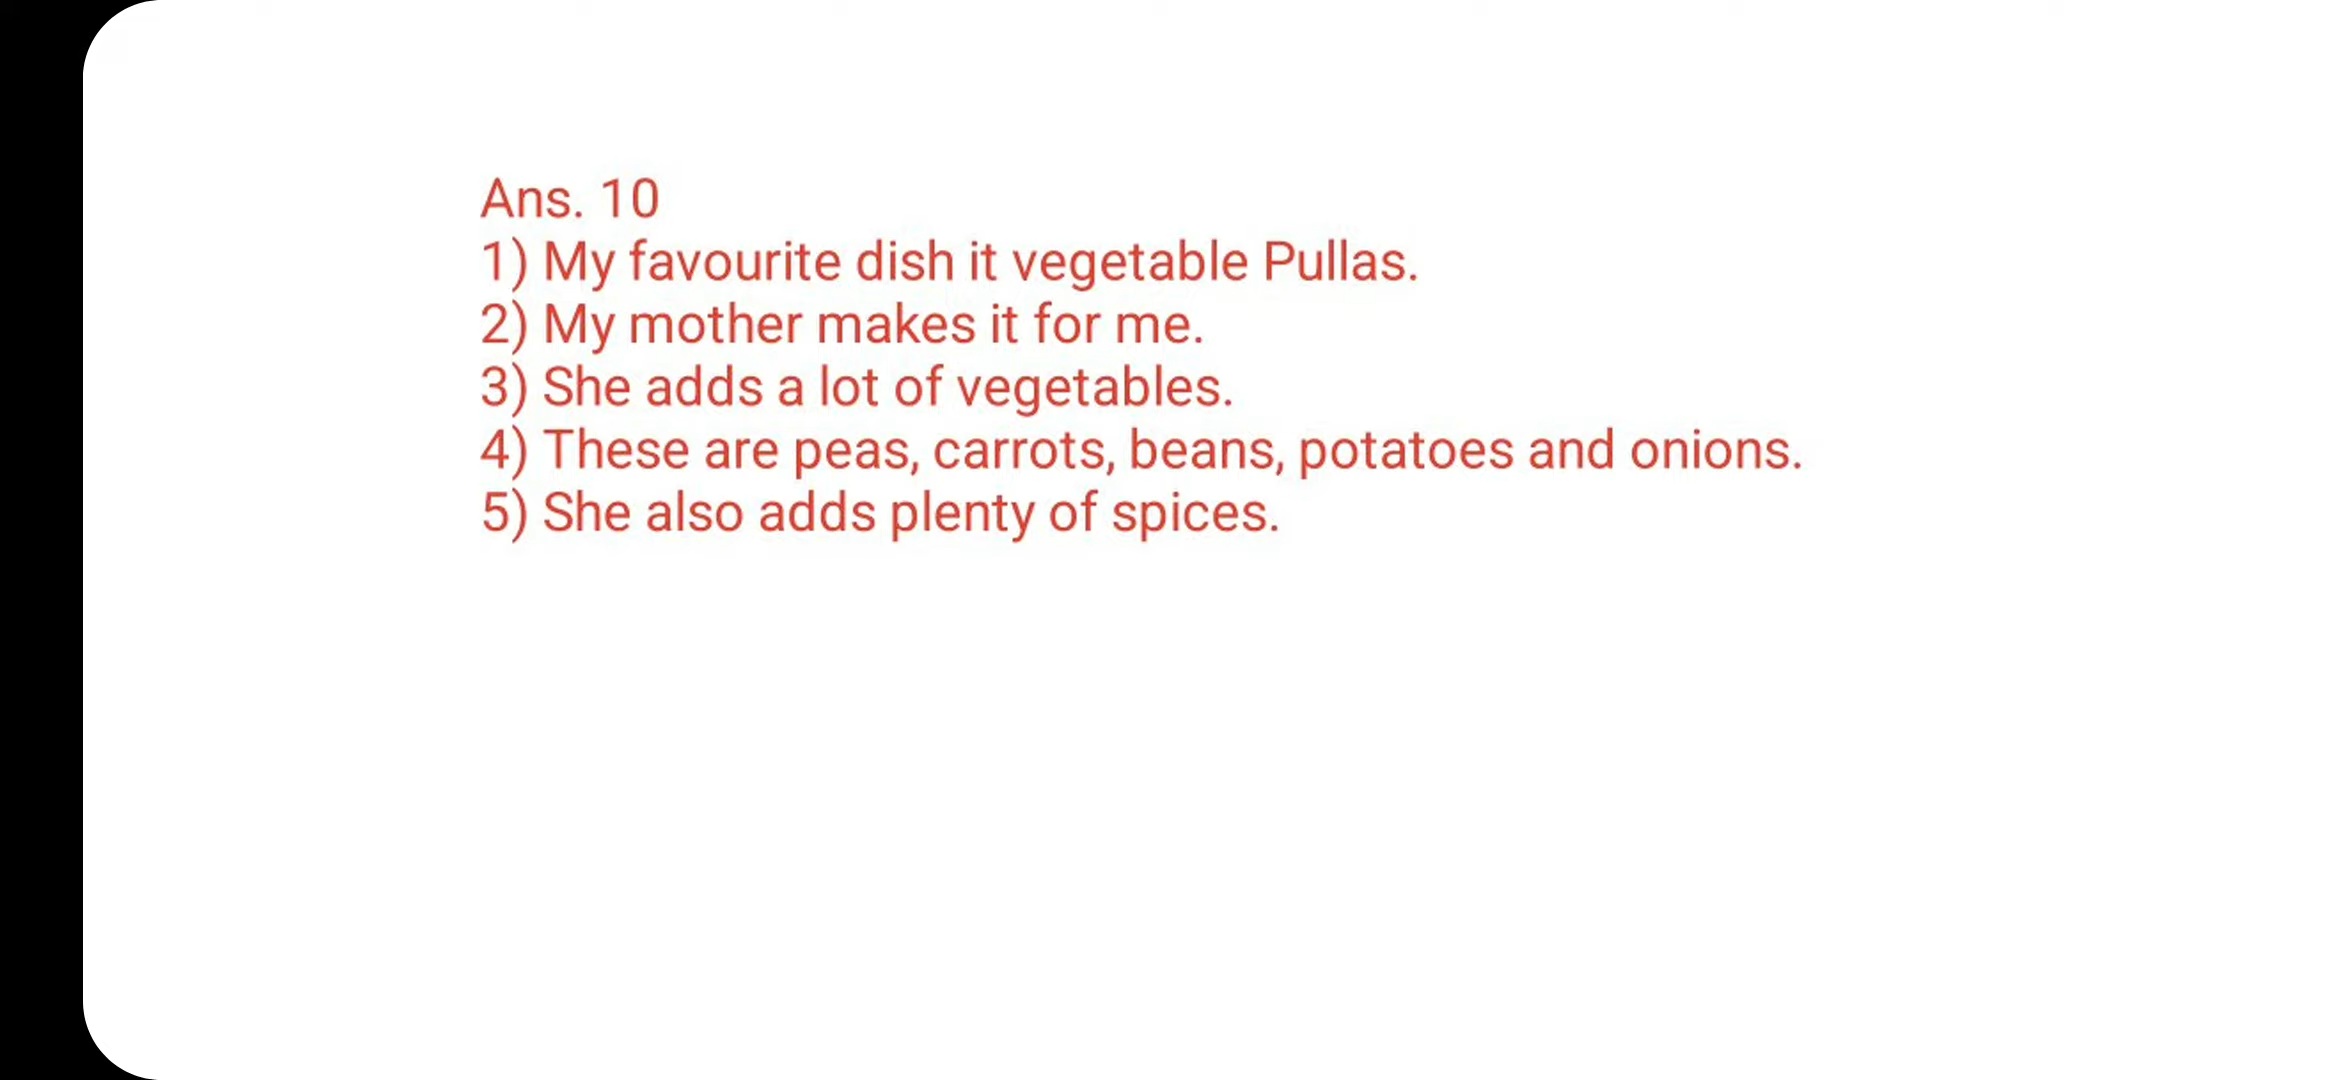 Ans. 10
1) My favourite dish it vegetable Pullas.
2) My mother makes it for me.
3) She adds a lot of vegetables.
4) These are peas, carrots, beans, potatoes and onions.
5) She also adds plenty of spices.